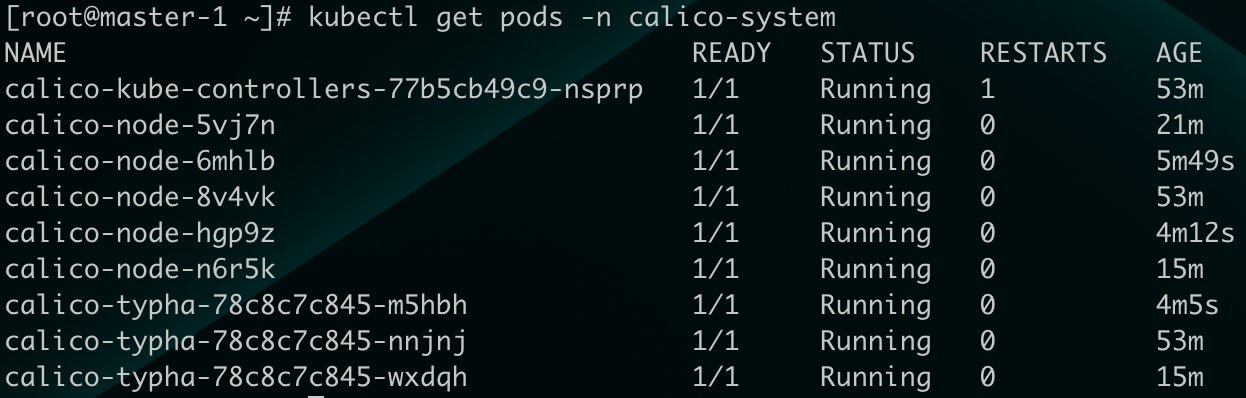 [root@master-1 ~]# kubectl get pods -n calico-system
NAME READY STATUS RESTARTS AGE
calico-kube-controllers-77b5cb49c9-nsprp 1/1 Running 1 53m
calico-node-5vj7n 1/1 Running 0 21m
calico-node-6mhlb 1/1 Running 0 5m49s
calico-node-8v4vk 1/1 Running 0 53m
calico-node-hgp9z 1/1 Running 0 4m12s
calico-node-n6r5k 1/1 Running 0 15m
calico-typha-78c8c7c845-m5hbh 1/1 Running 0 4m5s
calico-typha-78c8c7c845-nnjnj 1/1 Running 0 53m
calico-typha-78c8c7c845-wxdqh 1/1 Running 0 15m